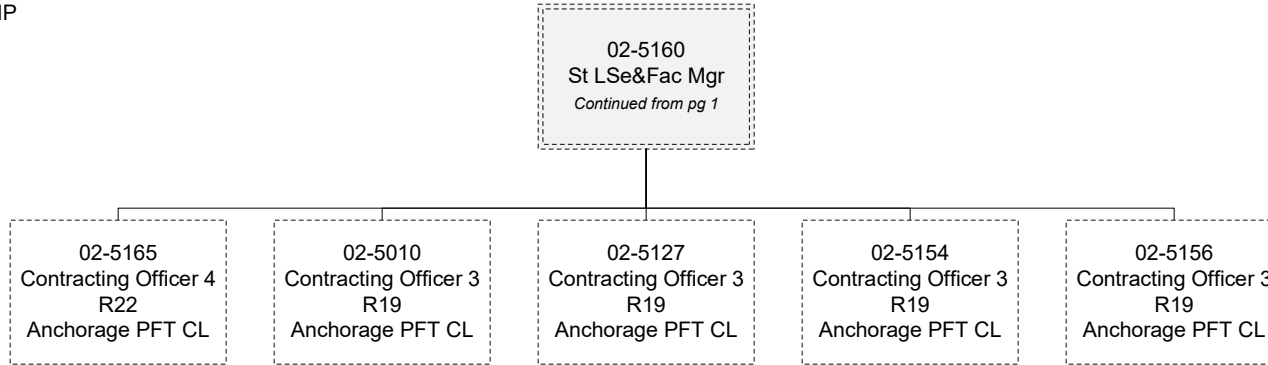 IP
02-5160
St LSe&Fac Mgr
Continued from pg 1
02-5165
Contracting Officer 4
R22
Anchorage PFT CL
02-5010
Contracting Officer 3
R19
Anchorage PFT CL
02-5127
Contracting Officer 3
R19
Anchorage PFT CL
02-5154
Contracting Officer 3
R19
Anchorage PFT CL
02-5156
Contracting Officer 3
R19
Anchorage PFT CL